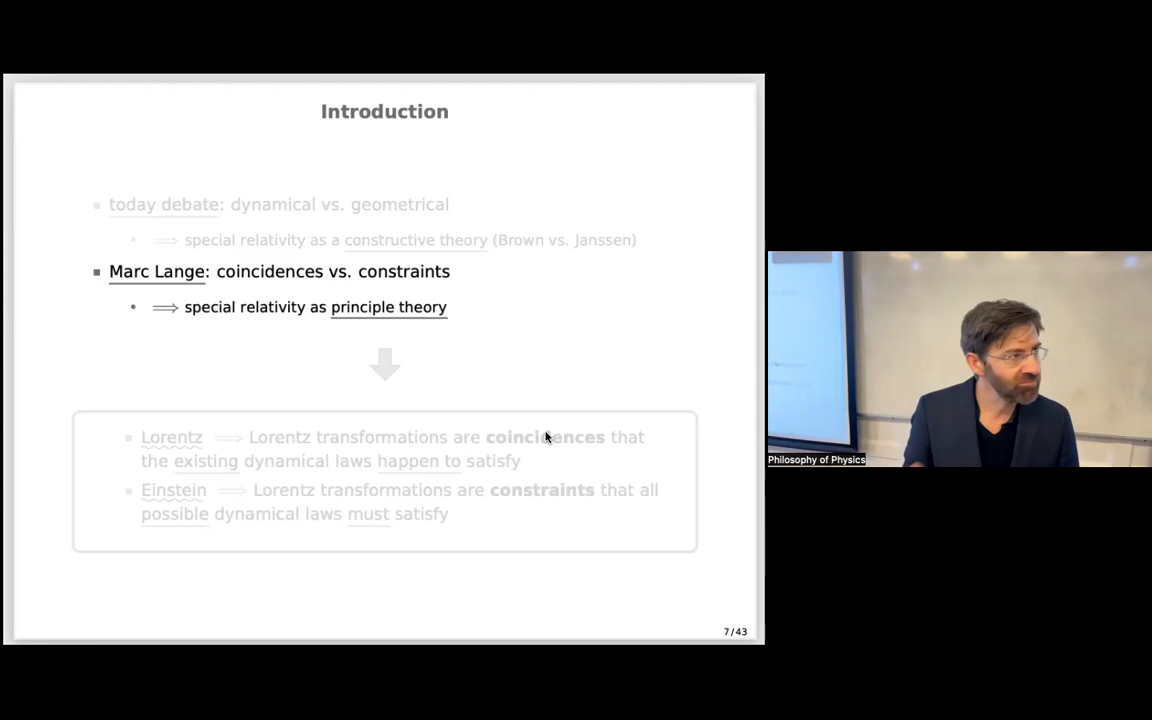 Introduction
▪ today debate: dynamical vs. geometrical
• ⟹ special relativity as a constructive theory (Brown vs. Janssen)
▪ Marc Lange: coincidences vs. constraints
• ⟹ special relativity as principle theory
▪ Lorentz ⟹ Lorentz transformations are coincidences that
the existing dynamical laws happen to satisfy
▪ Einstein ⟹ Lorentz transformations are constraints that all
possible dynamical laws must satisfy
7/43
Philosophy of Physics